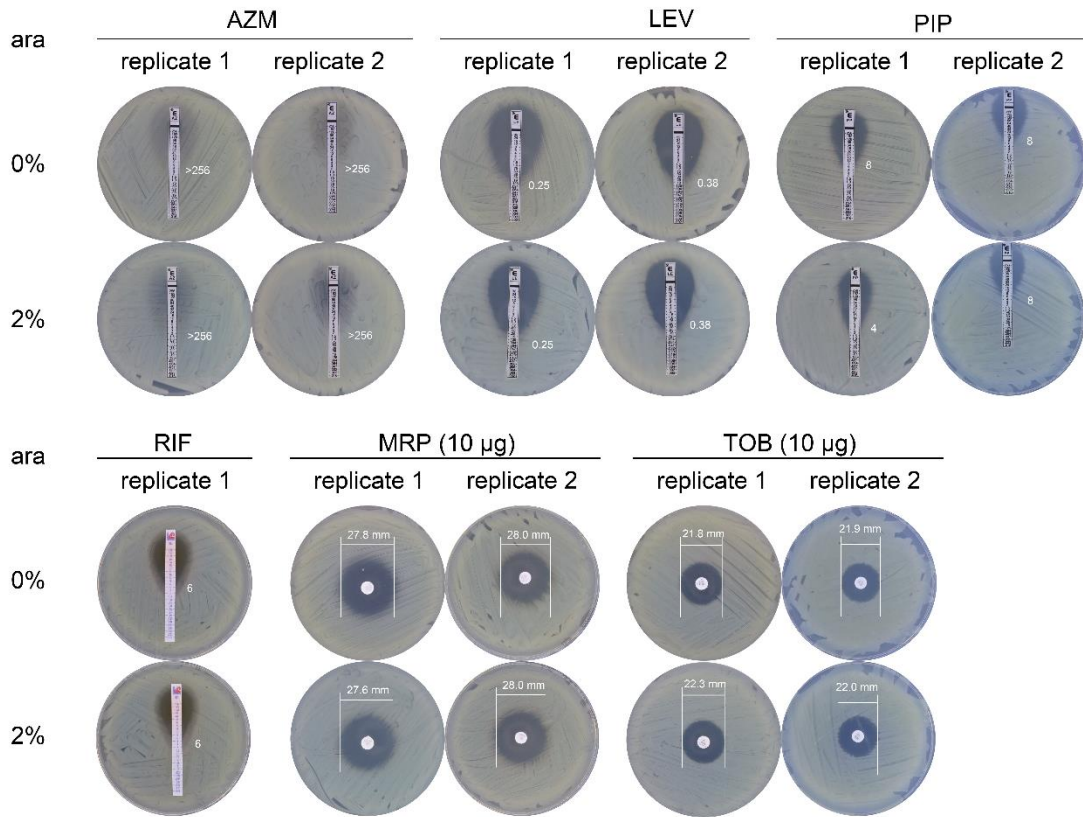 AZM LEV PIP
ara
replicate 1 replicate 2 replicate 1 replicate 2 replicate 1 replicate 2
0%
>256 >256 0.25 0.38 8 8
2%
>256 >256 0.25 0.38 4 8
RIF MRP (10 µg) TOB (10 µg)
ara
replicate 1 replicate 1 replicate 2 replicate 1 replicate 2
0%
6 27.8 mm 28.0 mm 21.8 mm 21.9 mm
2%
6 27.6 mm 28.0 mm 22.3 mm 22.0 mm